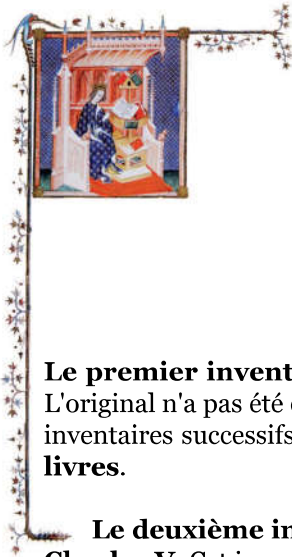 Le premier invent
L'original n'a pas été
inventaires successifs
livres.
Le deuxième in